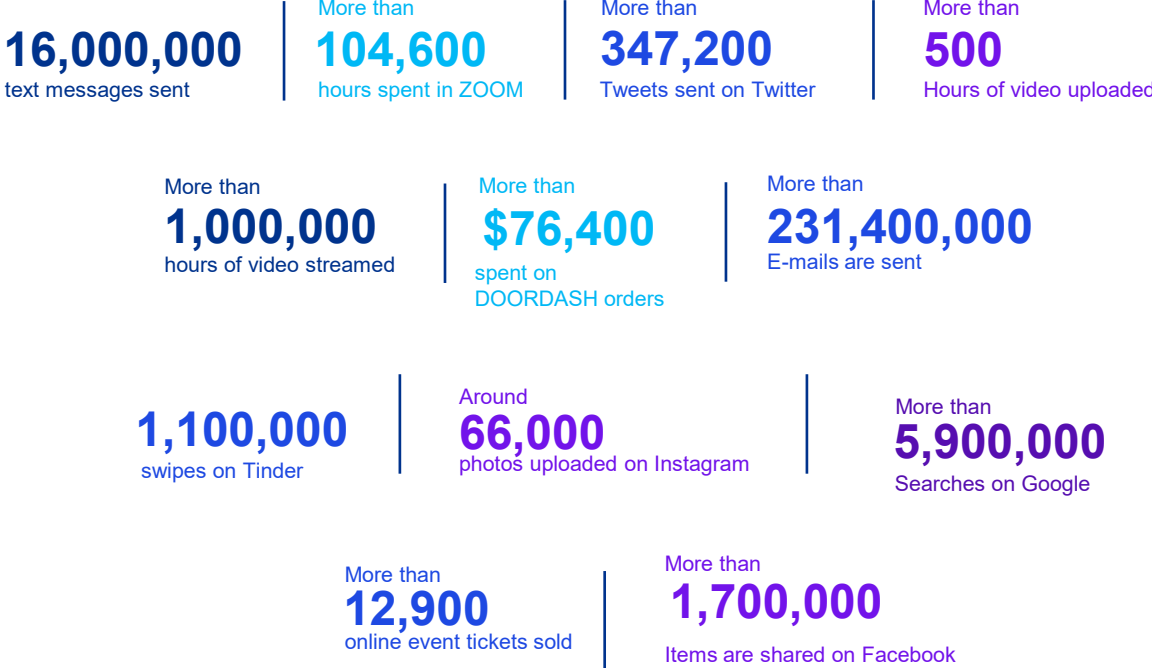 16,000,000
text messages sent
More than
104,600
hours spent in ZOOM
More than
347,200
Tweets sent on Twitter
More than
500
Hours of video uploaded
More than
1,000,000
hours of video streamed
More than
$76,400
spent on
DOORDASH orders
More than
231,400,000
E-mails are sent
1,100,000
swipes on Tinder
Around
66,000
photos uploaded on Instagram
More than
5,900,000
Searches on Google
More than
12,900
online event tickets sold
More than
1,700,000
Items are shared on Facebook